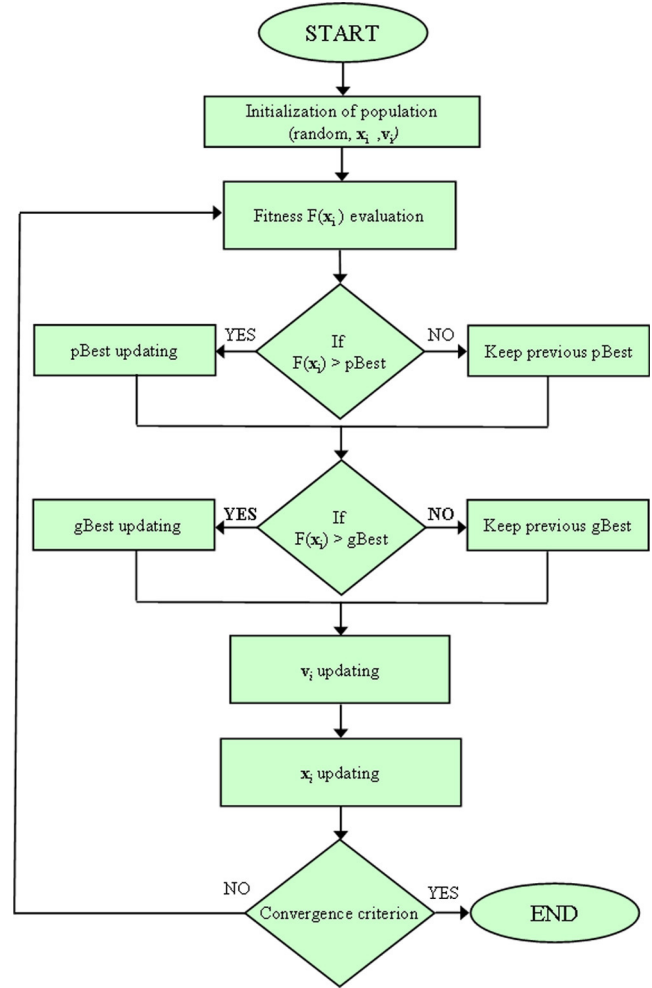 START
Initialization of population
(random, xi ,vi)
Fitness F(xi) evaluation
YES
If
F(xi) > pBest
NO
pBest updating
Keep previous pBest
YES
If
F(xi) > gBest
NO
gBest updating
Keep previous gBest
vi updating
xi updating
NO
Convergence criterion
YES
END